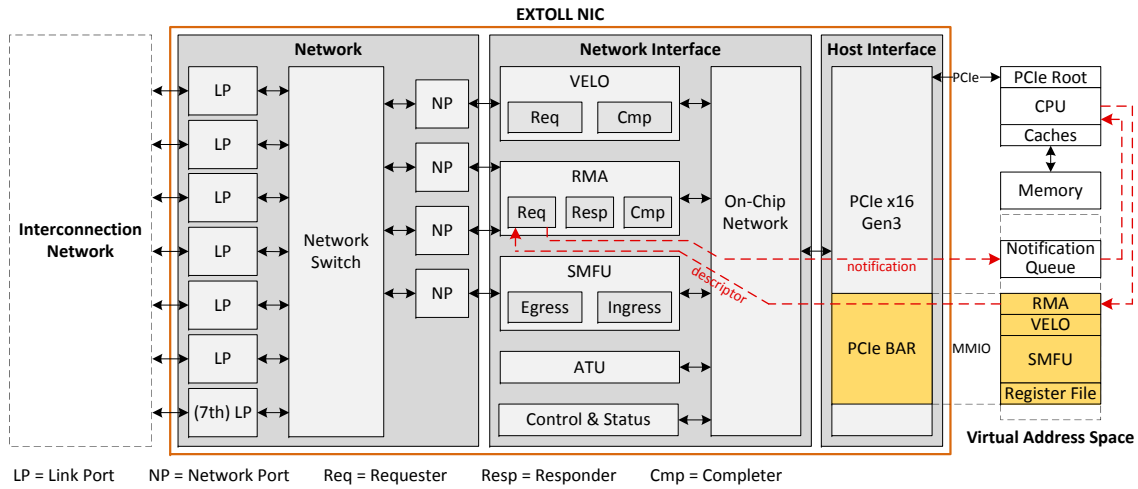 EXTOLL NIC
Network
Network Interface
Host Interface
Interconnection
Network
LP
LP
LP
LP
LP
LP
(7th) LP
Network
Switch
NP
NP
NP
NP
VELO
Req
Cmp
RMA
Req
Resp
Cmp
SMFU
Egress
Ingress
ATU
Control & Status
On-Chip
Network
PCIe x16
Gen3
PCIe BAR
notification
descriptor
PCIe
MMIO
PCIe Root
CPU
Caches
Memory
Notification
Queue
RMA
VELO
SMFU
Register File
Virtual Address Space
LP = Link Port
NP = Network Port
Req = Requester
Resp = Responder
Cmp = Completer